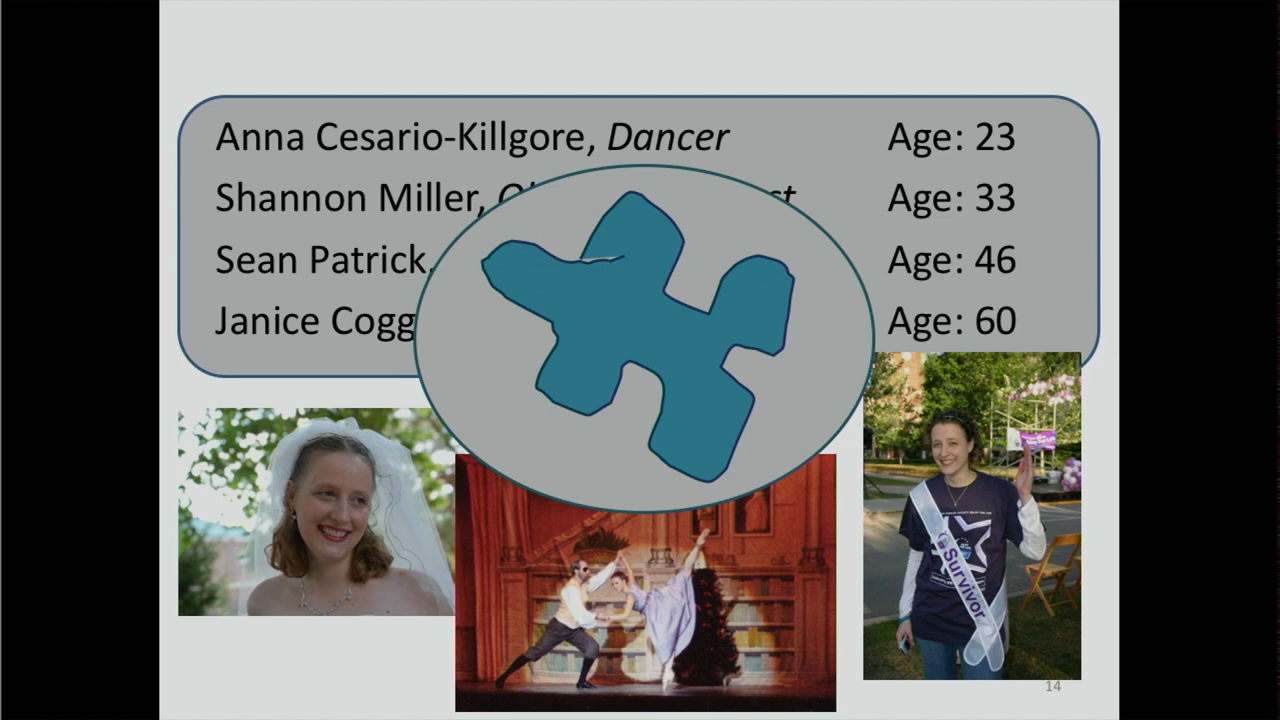 Anna Cesario-Killgore, Dancer Age: 23
Shannon Miller, Age: 33
Sean Patrick, Age: 46
Janice Age: 60
Survivor
14